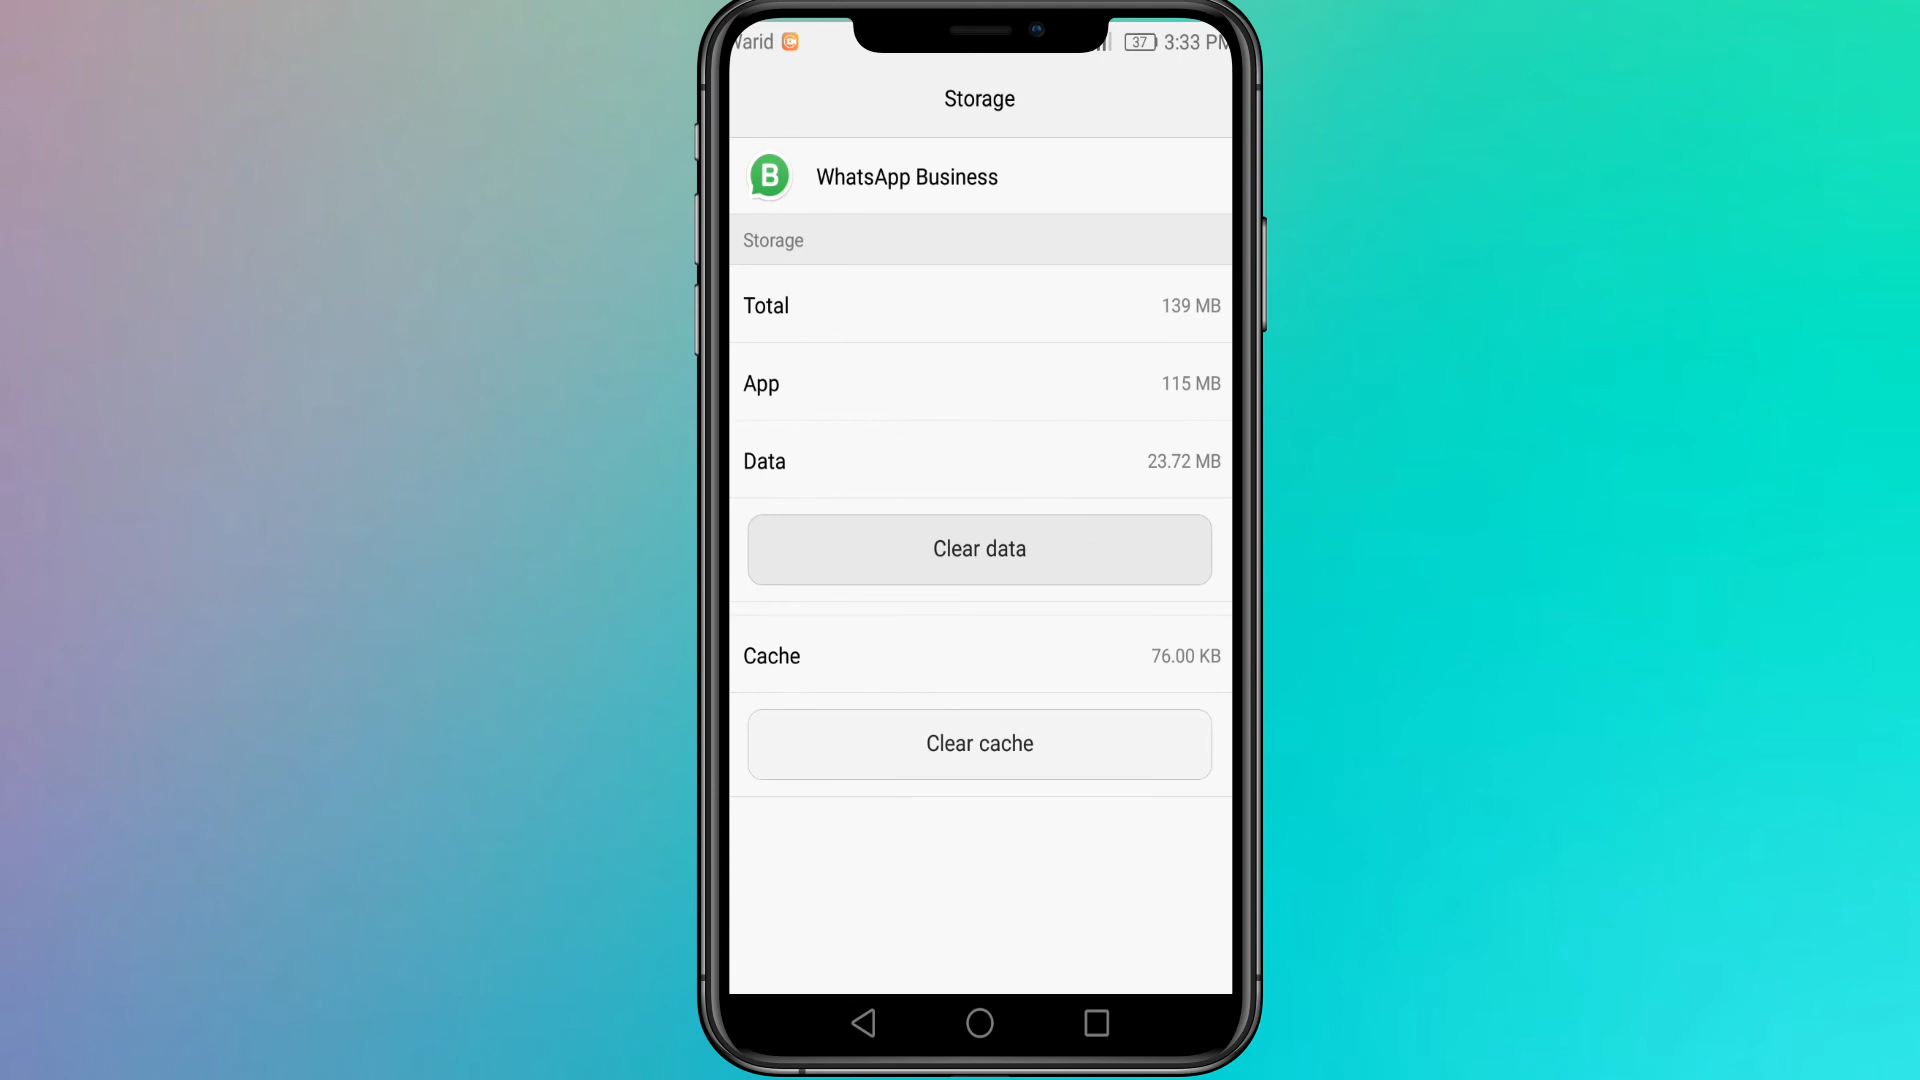 37 3:33 PM
Storage
B WhatsApp Business
Storage
Total 139 MB
App 115 MB
Data 23.72 MB
Clear data
Cache 76.00 KB
Clear cache